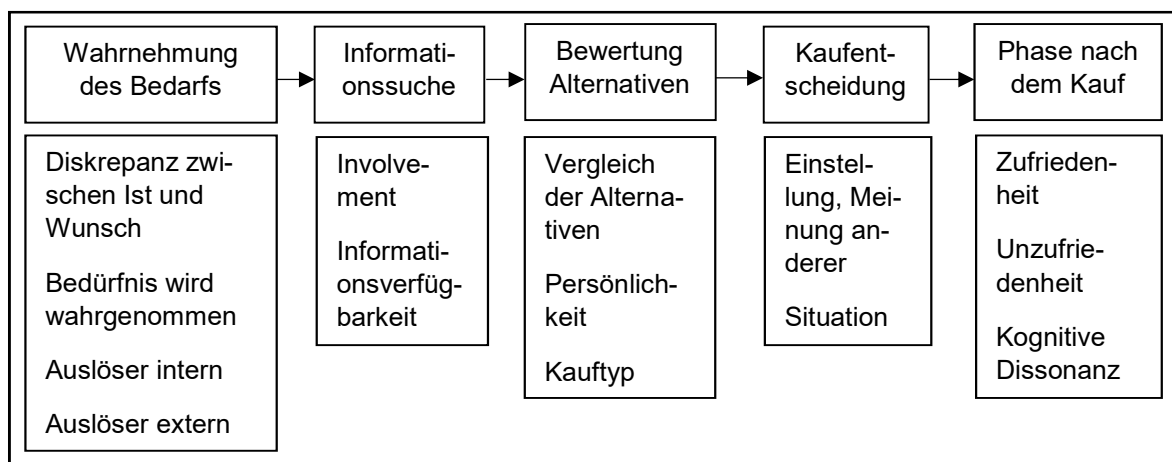 Wahrnehmung
des Bedarfs
Informati-
onssuche
Bewertung
Alternativen
Kaufent-
scheidung
Phase nach
dem Kauf
Diskrepanz zwi-
schen Ist und
Wunsch
Bedürfnis wird
wahrgenommen
Auslöser intern
Auslöser extern
Involve-
ment
Informati-
onsverfüg-
barkeit
Vergleich
der Alterna-
tiven
Persönlich-
keit
Kauftyp
Einstel-
lung, Mei-
nung an-
derer
Situation
Zufrieden-
heit
Unzufrie-
denheit
Kognitive
Dissonanz